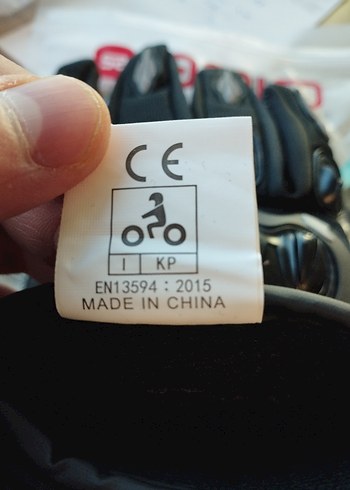 CE
I KP
EN13594 : 2015
MADE IN CHINA